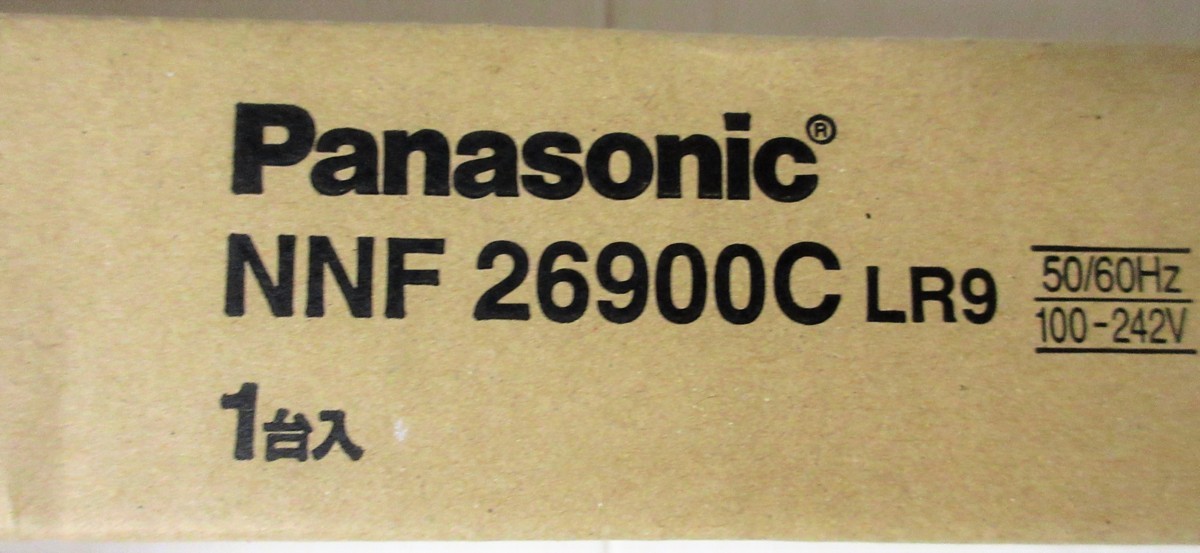 Panasonic®
NNF 26900C LR9
50/60Hz
100-242V
1台入